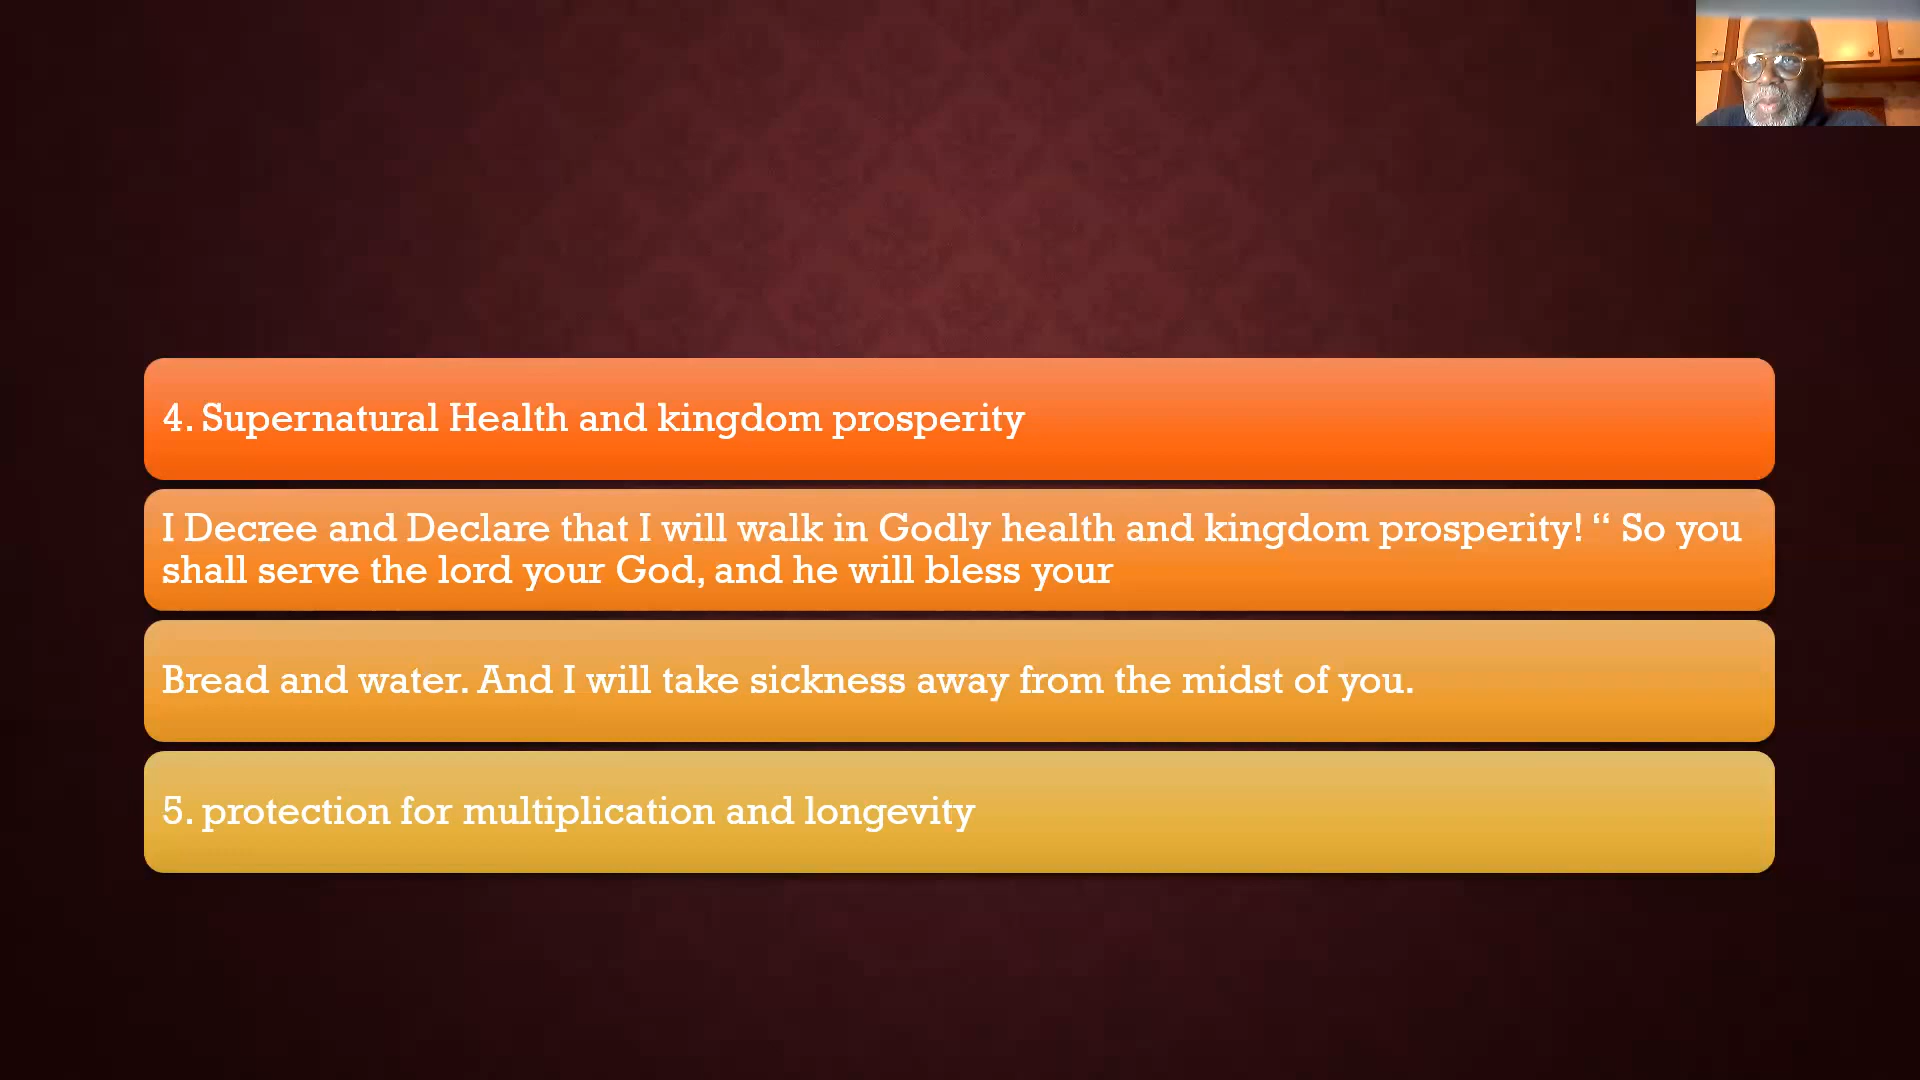 4. Supernatural Health and kingdom prosperity
I Decree and Declare that I will walk in Godly health and kingdom prosperity! “ So you
shall serve the lord your God, and he will bless your
Bread and water. And I will take sickness away from the midst of you.
5. protection for multiplication and longevity